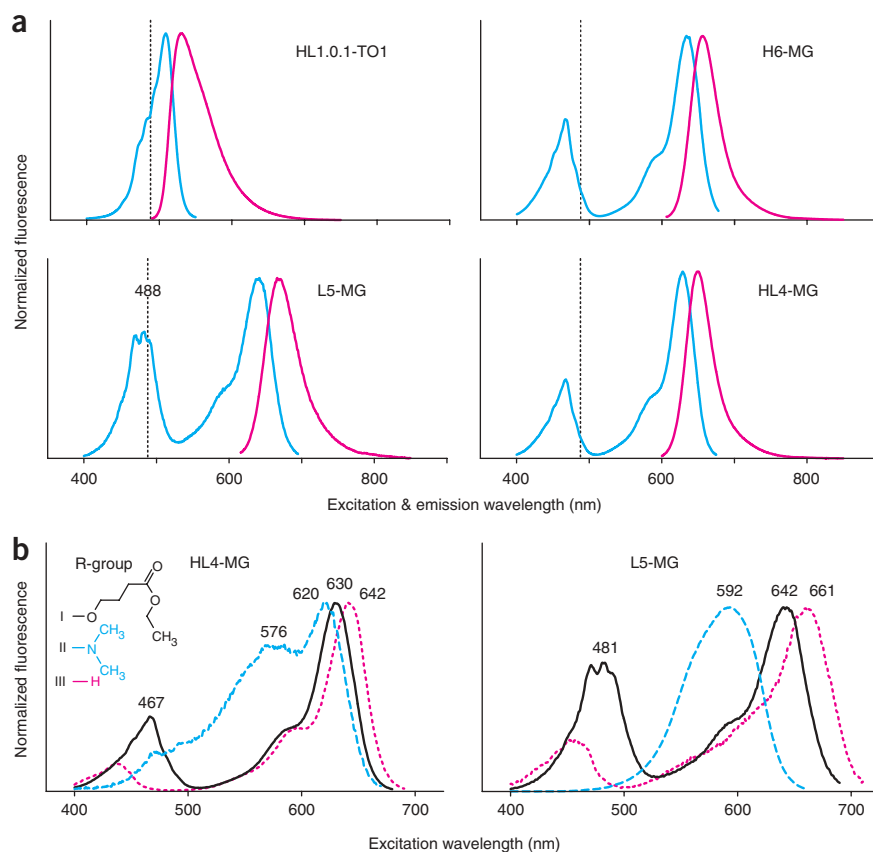 a
HL1.0.1-TO1
H6-MG
488
L5-MG
HL4-MG
Normalized fluorescence
400 600 800
400 600 800
Excitation & emission wavelength (nm)
b
R-group
HL4-MG
O
O
I
O
CH3
CH3
II
N
CH3
III
H
467
576
620
630
642
L5-MG
481
592
642
661
Normalized fluorescence
400 500 600 700
400 500 600 700
Excitation wavelength (nm)